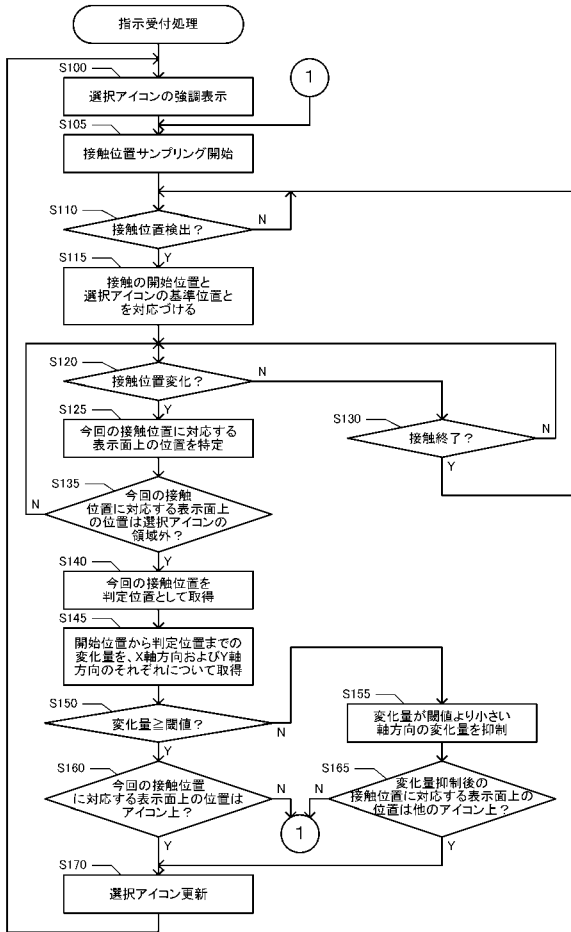 指示受付処理
S100
選択アイコンの強調表示
1
S105
接触位置サンプリング開始
S110
接触位置検出？
N
Y
S115
接触の開始位置と
選択アイコンの基準位置と
を対応づける
S120
接触位置変化？
N
Y
S125
今回の接触位置に対応する
表示面上の位置を特定
S130
接触終了？
N
Y
S135
今回の接触
位置に対応する表示面上
の位置は選択アイコンの
領域外？
N
Y
S140
今回の接触位置を
判定位置として取得
S145
開始位置から判定位置までの
変化量を、X軸方向およびY軸
方向のそれぞれについて取得
S150
変化量≧閾値？
N
Y
S155
変化量が閾値より小さい
軸方向の変化量を抑制
S160
今回の接触位置
に対応する表示面上の位置は
アイコン上？
N
Y
S165
変化量抑制後の
接触位置に対応する表示面上の
位置は他のアイコン上？
N
Y
1
S170
選択アイコン更新